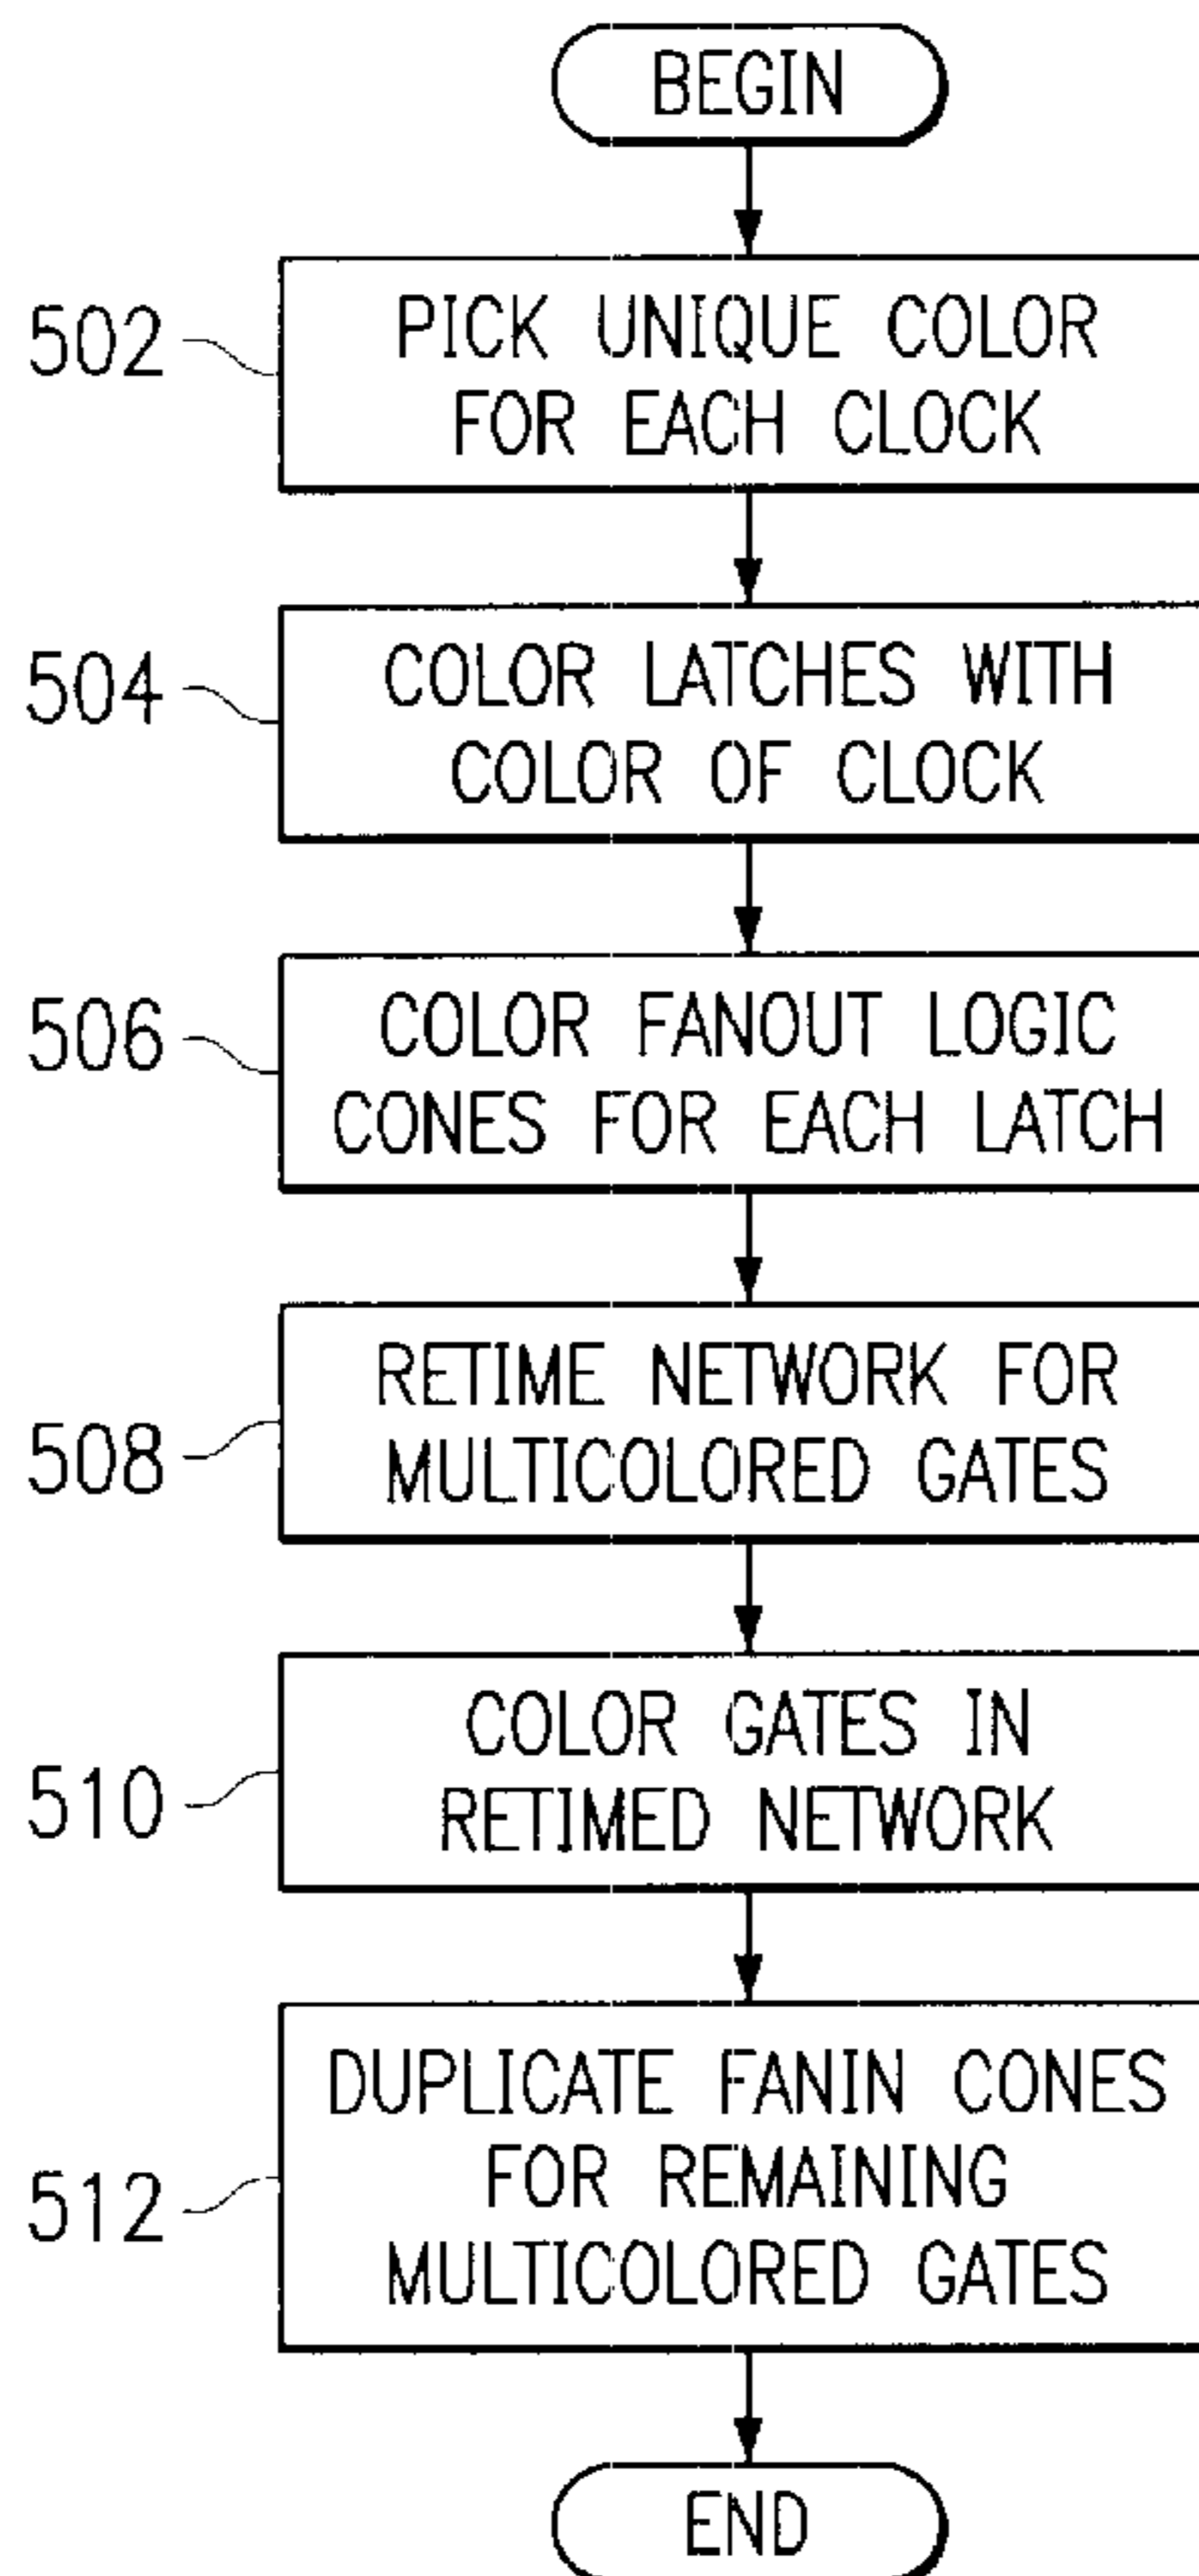 BEGIN
502
PICK UNIQUE COLOR
FOR EACH CLOCK
504
COLOR LATCHES WITH
COLOR OF CLOCK
506
COLOR FANOUT LOGIC
CONES FOR EACH LATCH
508
RETIME NETWORK FOR
MULTICOLORED GATES
510
COLOR GATES IN
RETIMED NETWORK
512
DUPLICATE FANIN CONES
FOR REMAINING
MULTICOLORED GATES
END